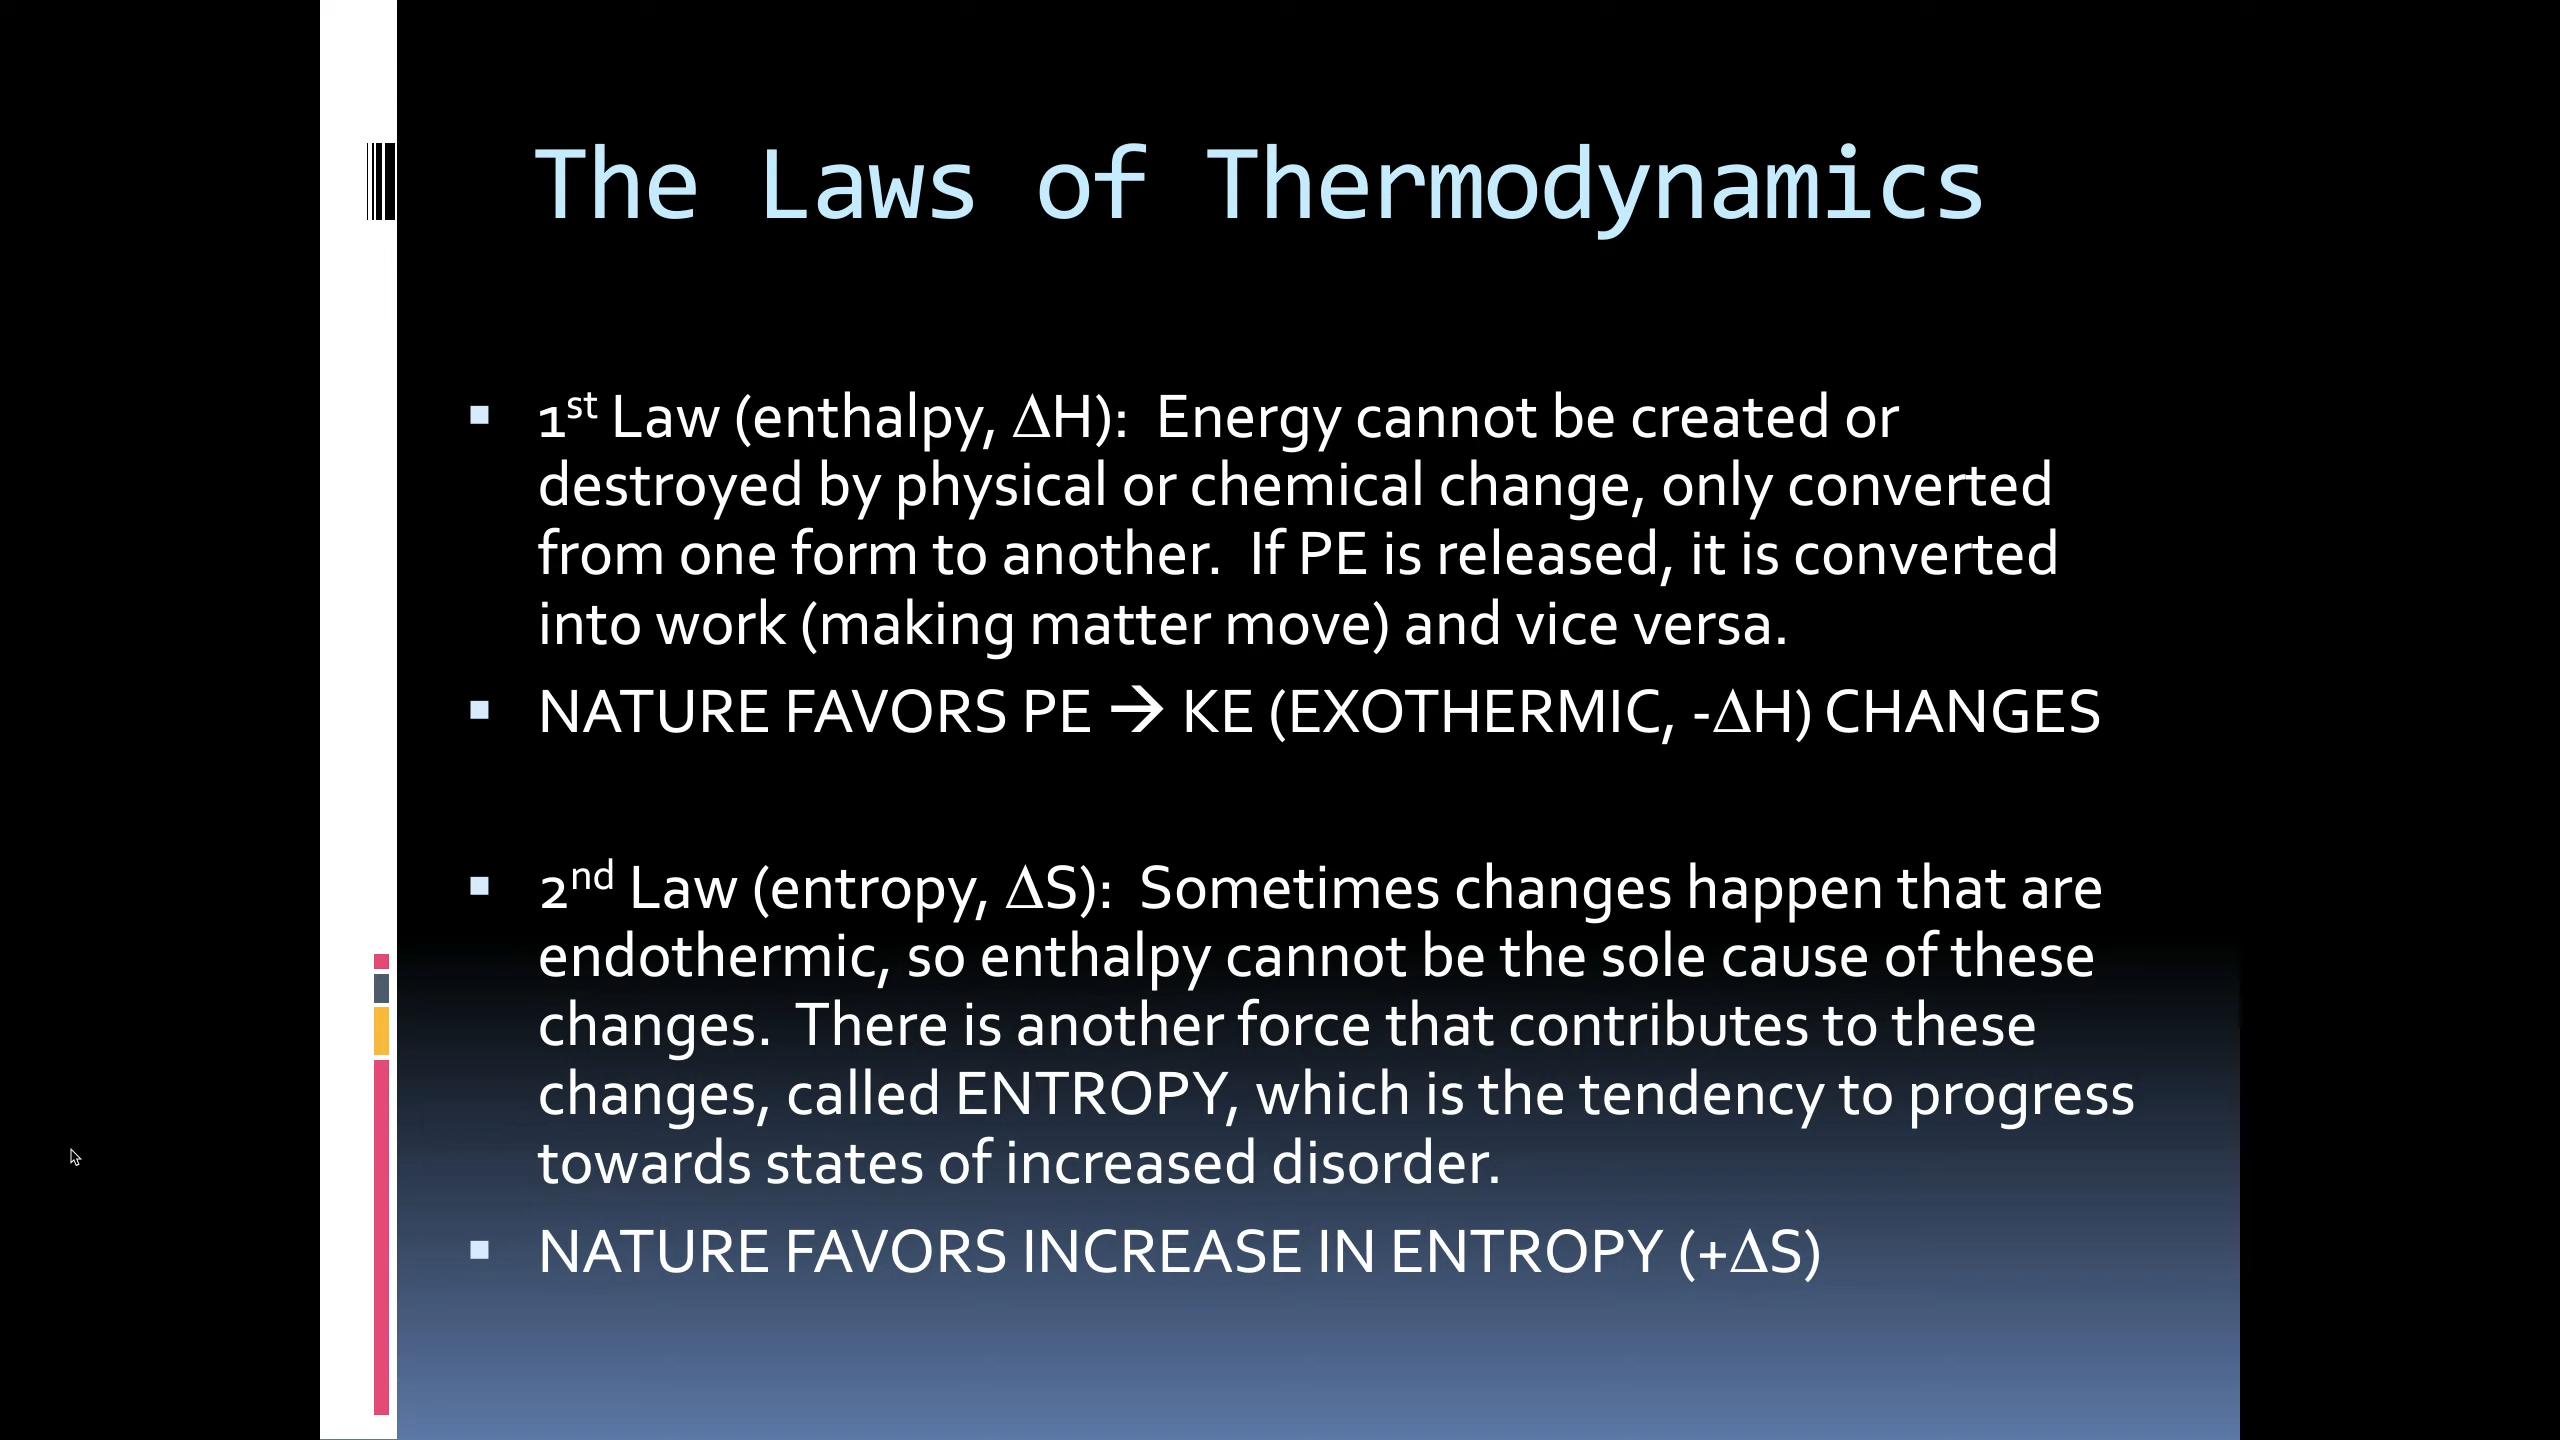 The Laws of Thermodynamics
▪ 1st Law (enthalpy, ΔH):  Energy cannot be created or
destroyed by physical or chemical change, only converted
from one form to another.  If PE is released, it is converted
into work (making matter move) and vice versa.
▪ NATURE FAVORS PE → KE (EXOTHERMIC, -ΔH) CHANGES
▪ 2nd Law (entropy, ΔS):  Sometimes changes happen that are
endothermic, so enthalpy cannot be the sole cause of these
changes.  There is another force that contributes to these
changes, called ENTROPY, which is the tendency to progress
towards states of increased disorder.
▪ NATURE FAVORS INCREASE IN ENTROPY (+ΔS)